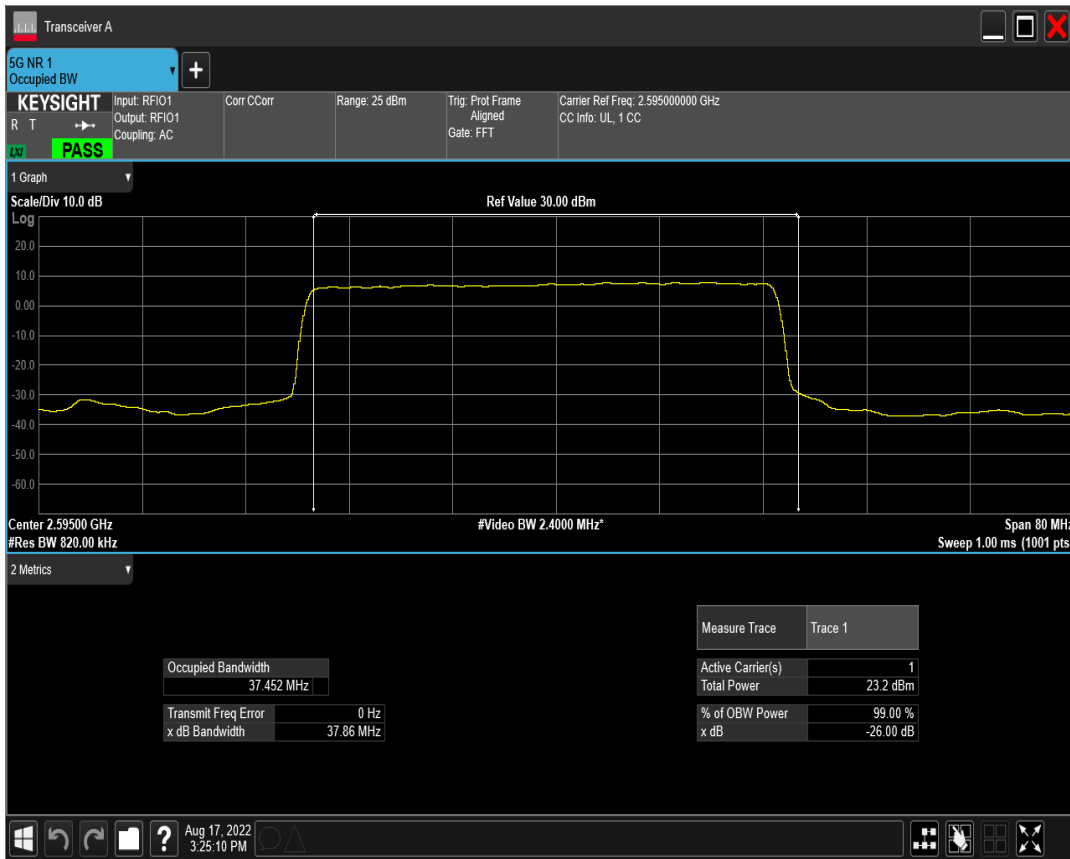 Transceiver A
5G NR 1
Occupied BW
+
KEYSIGHT
R T
LXI
PASS
Input: RFIO1
Output: RFIO1
Coupling: AC
Corr CCorr
Range: 25 dBm
Trig: Prot Frame
Aligned
Gate: FFT
Carrier Ref Freq: 2.595000000 GHz
CC Info: UL, 1 CC
1 Graph
Scale/Div 10.0 dB
Ref Value 30.00 dBm
Log
20.0
10.0
0.00
-10.0
-20.0
-30.0
-40.0
-50.0
-60.0
Center 2.59500 GHz
#Video BW 2.4000 MHz*
Span 80 MHz
#Res BW 820.00 kHz
Sweep 1.00 ms (1001 pts
2 Metrics
Measure Trace Trace 1
Occupied Bandwidth
37.452 MHz
Active Carrier(s) 1
Total Power 23.2 dBm
Transmit Freq Error 0 Hz
x dB Bandwidth 37.86 MHz
% of OBW Power 99.00 %
x dB -26.00 dB
?
Aug 17, 2022
3:25:10 PM